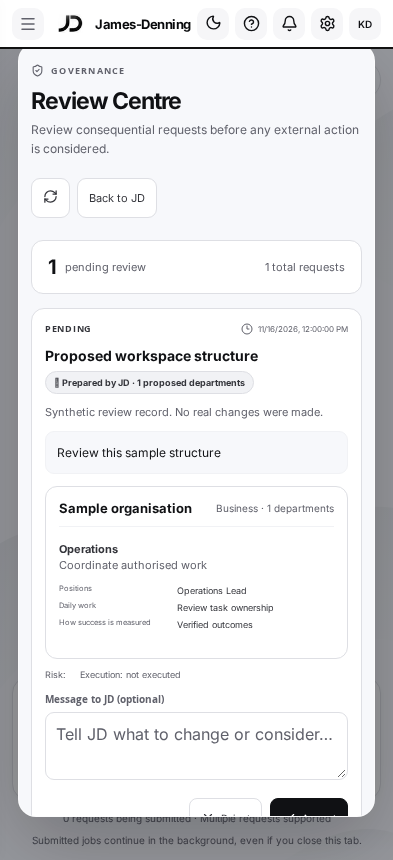 JD James-Denning KD
GOVERNANCE
Review Centre
Review consequential requests before any external action
is considered.
Back to JD
1 pending review 1 total requests
PENDING 11/16/2026, 12:00:00 PM
Proposed workspace structure
Prepared by JD · 1 proposed departments
Synthetic review record. No real changes were made.
Review this sample structure
Sample organisation Business · 1 departments
Operations
Coordinate authorised work
Positions Operations Lead
Daily work Review task ownership
How success is measured Verified outcomes
Risk: Execution: not executed
Message to JD (optional)
Tell JD what to change or consider...
0 requests being submitted · Multiple requests supported
Submitted jobs continue in the background, even if you close this tab.